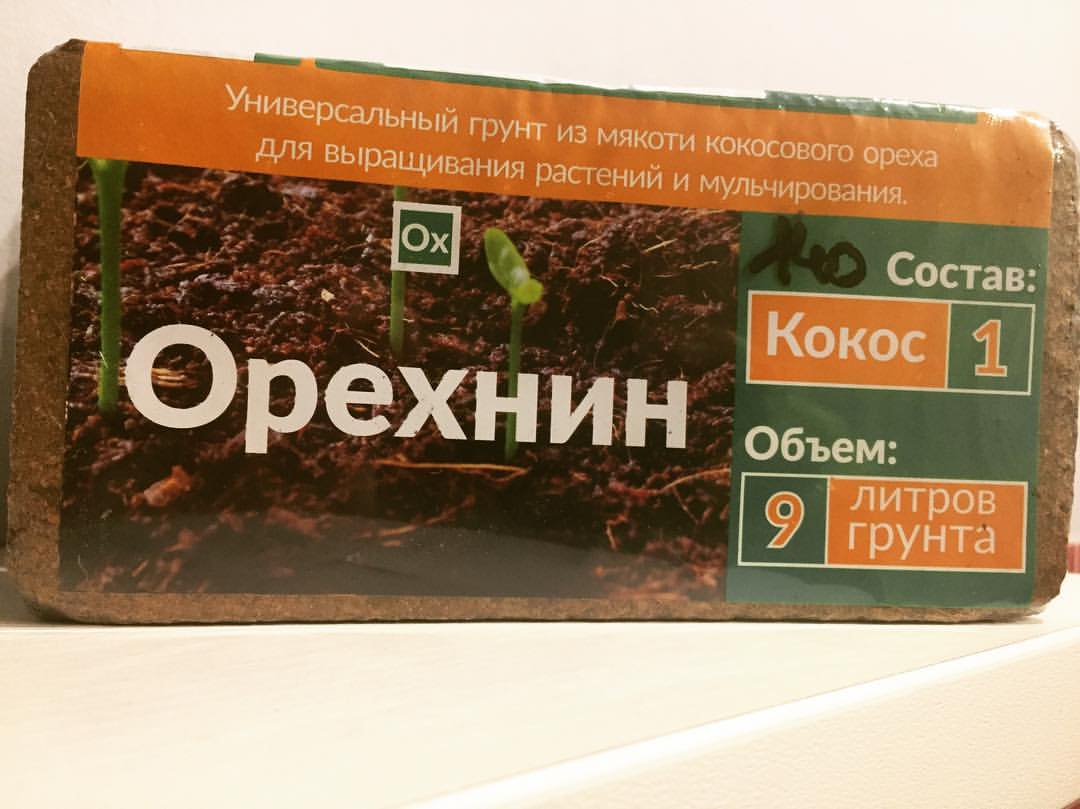 Универсальный грунт из мякоти кокосового ореха
для выращивания растений и мульчирования.
Ох
Орехнин
140
Состав:
Кокос 1
Объем:
9 литров
грунта